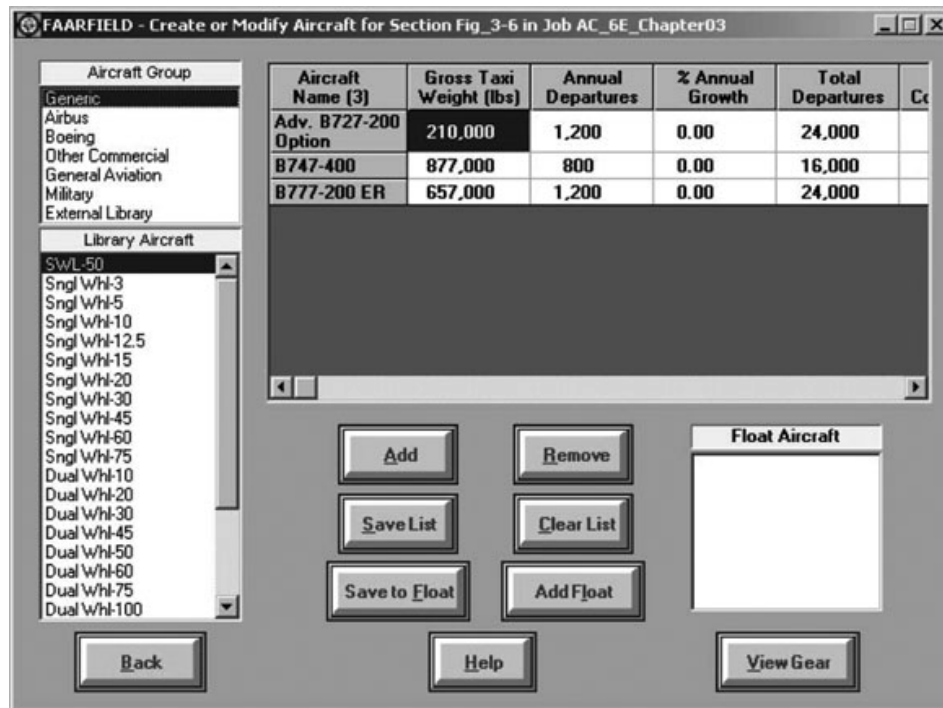 FAARFIELD - Create or Modify Aircraft for Section Fig_3-6 in Job AC_6E_Chapter03
Aircraft Group
Generic
Airbus
Boeing
Other Commercial
General Aviation
Military
External Library
Library Aircraft
SWL-50
Sngl Whl-3
Sngl Whl-5
Sngl Whl-10
Sngl Whl-12.5
Sngl Whl-15
Sngl Whl-20
Sngl Whl-30
Sngl Whl-45
Sngl Whl-60
Sngl Whl-75
Dual Whl-10
Dual Whl-20
Dual Whl-30
Dual Whl-45
Dual Whl-50
Dual Whl-60
Dual Whl-75
Dual Whl-100
Aircraft Gross Taxi Annual % Annual Total
Name (3) Weight (lbs) Departures Growth Departures Co
Adv. B727-200
Option 210,000 1,200 0.00 24,000
B747-400 877,000 800 0.00 16,000
B777-200 ER 657,000 1,200 0.00 24,000
Add Remove
Save List Clear List
Save to Float Add Float
Float Aircraft
Back Help View Gear